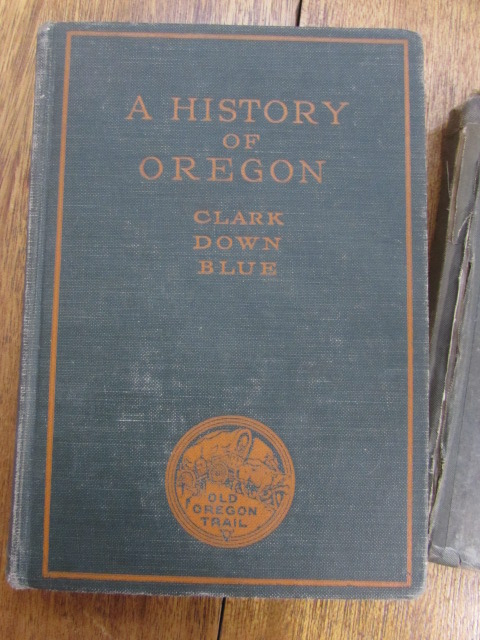 A HISTORY
OF
OREGON
CLARK
DOWN
BLUE
OLD
OREGON
TRAIL